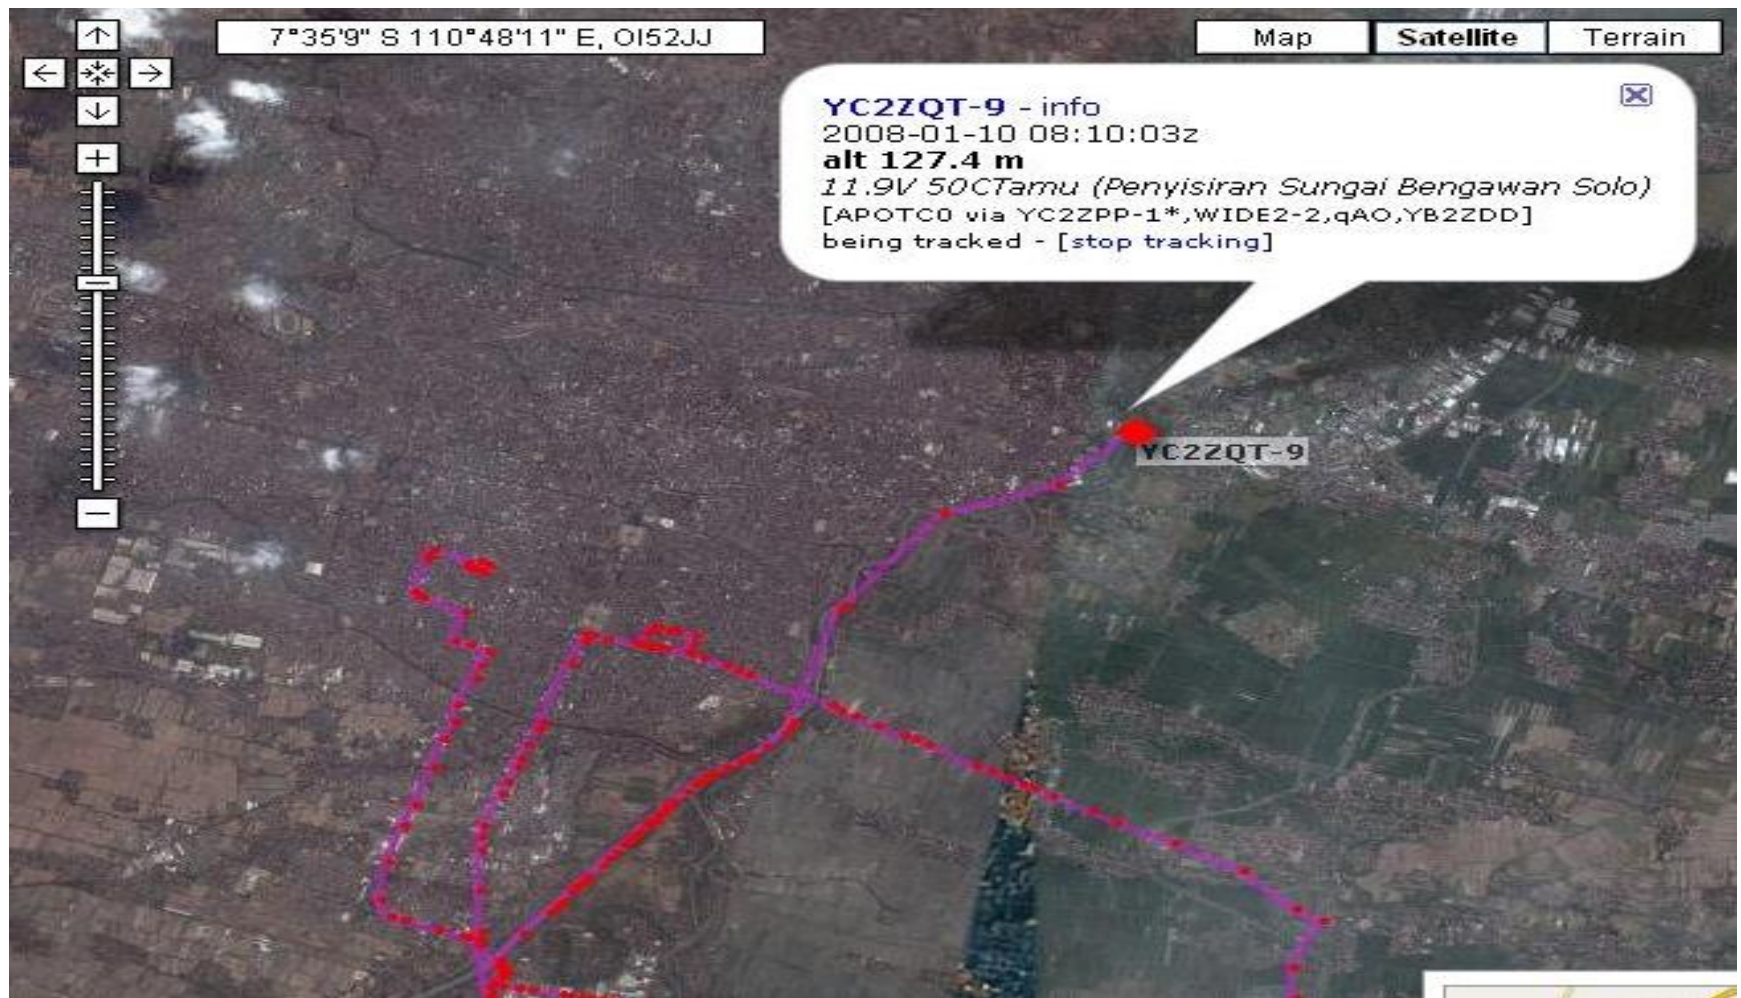 7°35'9" S 110°48'11" E, OI52JJ
Map Satellite Terrain
YC2ZQT-9 - info
2008-01-10 08:10:03z
alt 127.4 m
11.9V 50CTamu (Penyisiran Sungai Bengawan Solo)
[APOTC0 via YC2ZPP-1*,WIDE2-2,qAO,YB2ZDD]
being tracked - [stop tracking]
YC2ZQT-9